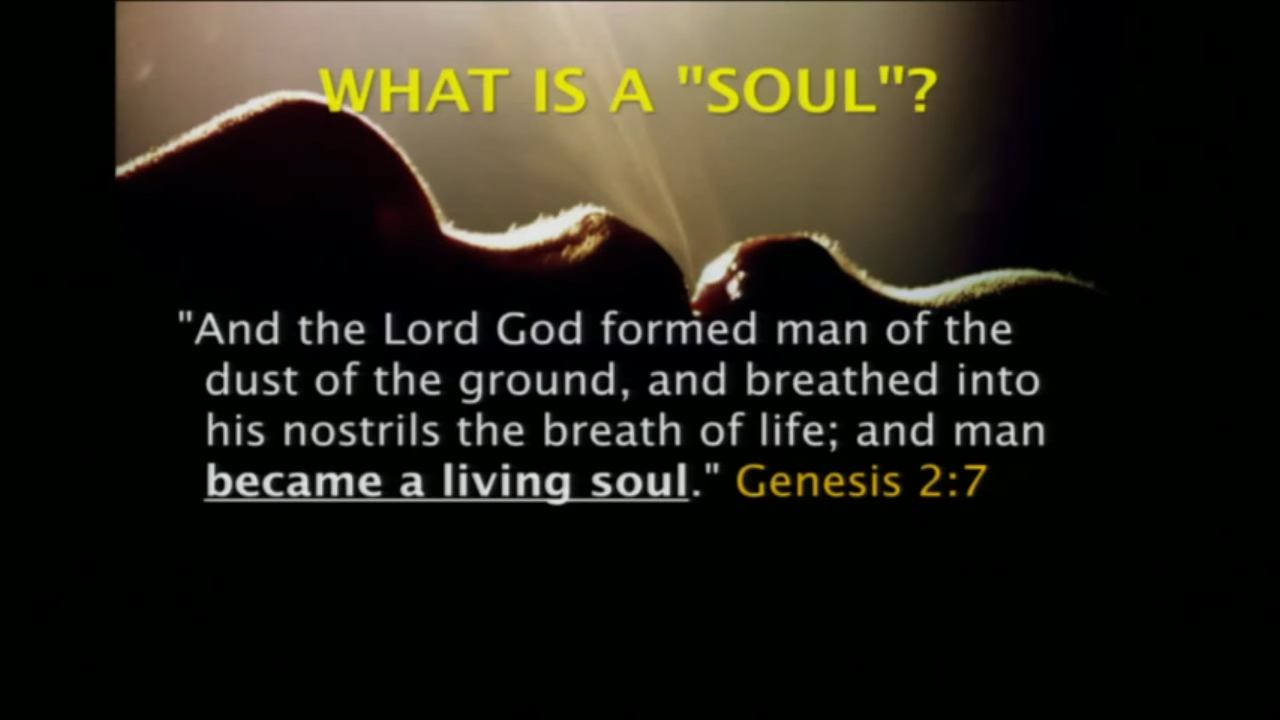 WHAT IS A "SOUL"?
"And the Lord God formed man of the
dust of the ground, and breathed into
his nostrils the breath of life; and man
became a living soul." Genesis 2:7